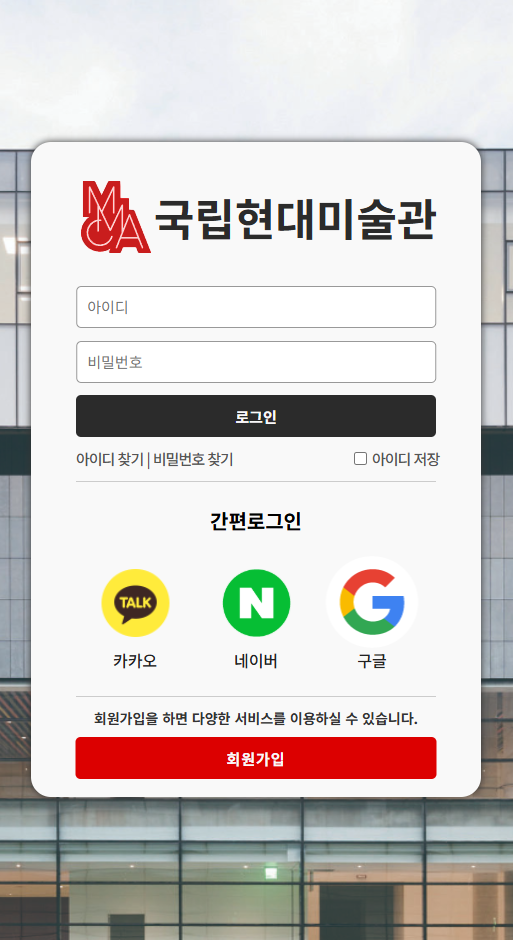 MMCA 국립현대미술관
아이디
비밀번호
로그인
아이디 찾기 | 비밀번호 찾기 아이디 저장
간편로그인
TALK N G
카카오 네이버 구글
회원가입을 하면 다양한 서비스를 이용하실 수 있습니다.
회원가입